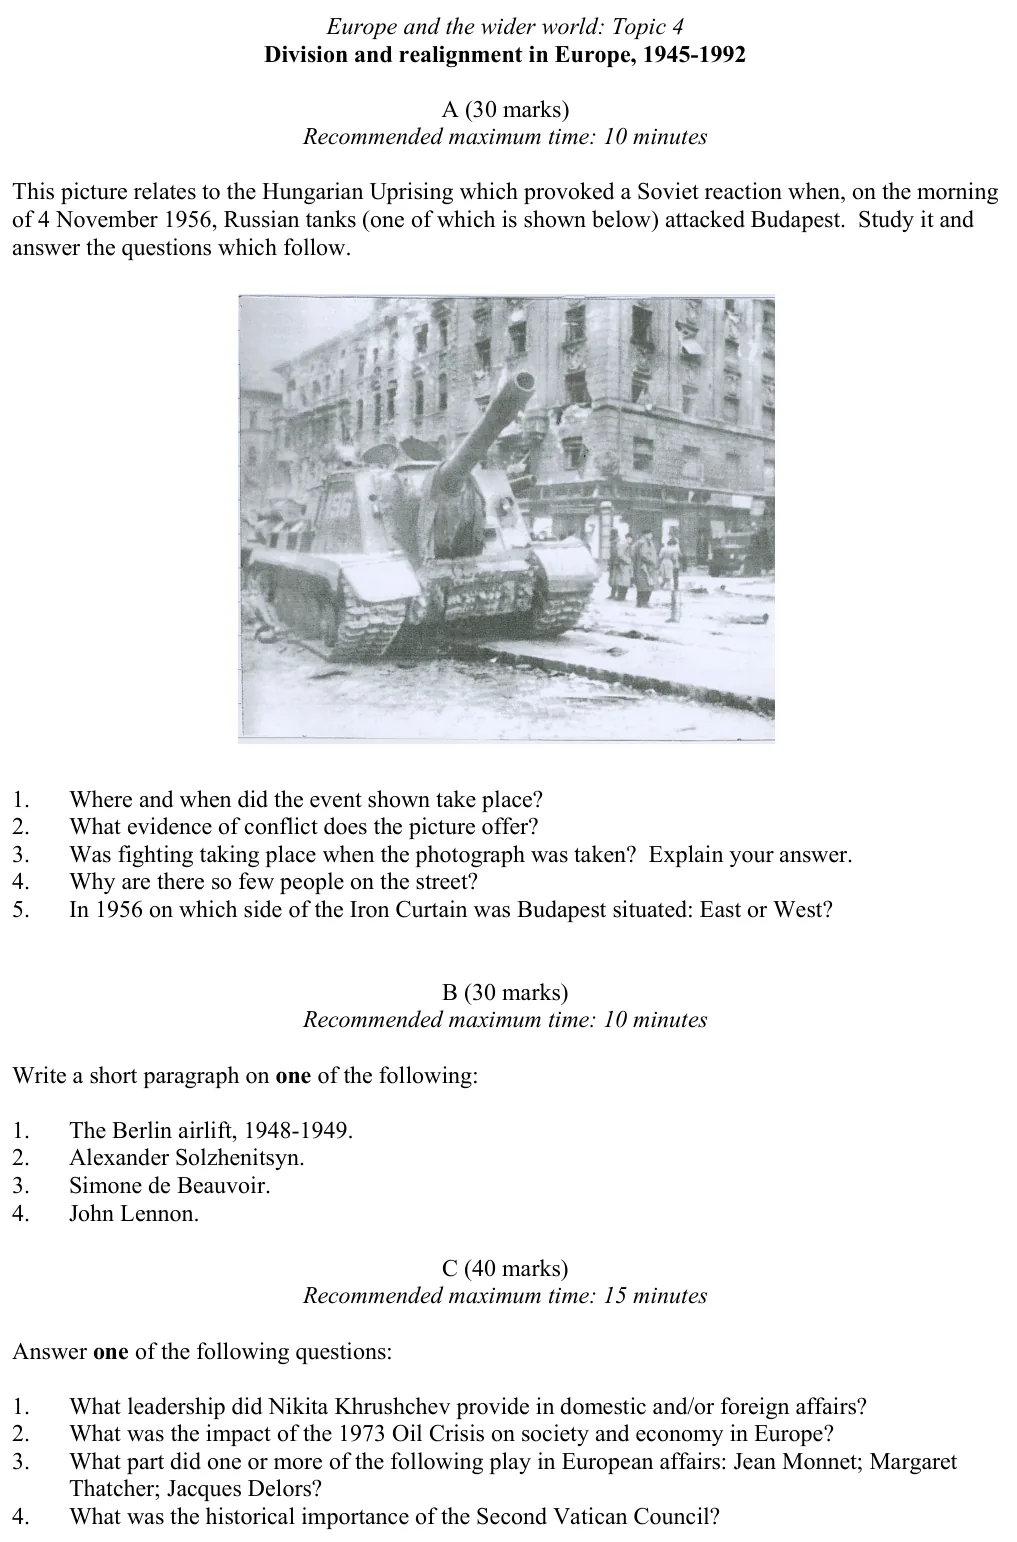 Europe and the wider world: Topic 4
Division and realignment in Europe, 1945-1992
A (30 marks)
Recommended maximum time: 10 minutes
This picture relates to the Hungarian Uprising which provoked a Soviet reaction when, on the morning
of 4 November 1956, Russian tanks (one of which is shown below) attacked Budapest. Study it and
answer the questions which follow.
1. Where and when did the event shown take place?
2. What evidence of conflict does the picture offer?
3. Was fighting taking place when the photograph was taken? Explain your answer.
4. Why are there so few people on the street?
5. In 1956 on which side of the Iron Curtain was Budapest situated: East or West?
B (30 marks)
Recommended maximum time: 10 minutes
Write a short paragraph on one of the following:
1. The Berlin airlift, 1948-1949.
2. Alexander Solzhenitsyn.
3. Simone de Beauvoir.
4. John Lennon.
C (40 marks)
Recommended maximum time: 15 minutes
Answer one of the following questions:
1. What leadership did Nikita Khrushchev provide in domestic and/or foreign affairs?
2. What was the impact of the 1973 Oil Crisis on society and economy in Europe?
3. What part did one or more of the following play in European affairs: Jean Monnet; Margaret
Thatcher; Jacques Delors?
4. What was the historical importance of the Second Vatican Council?